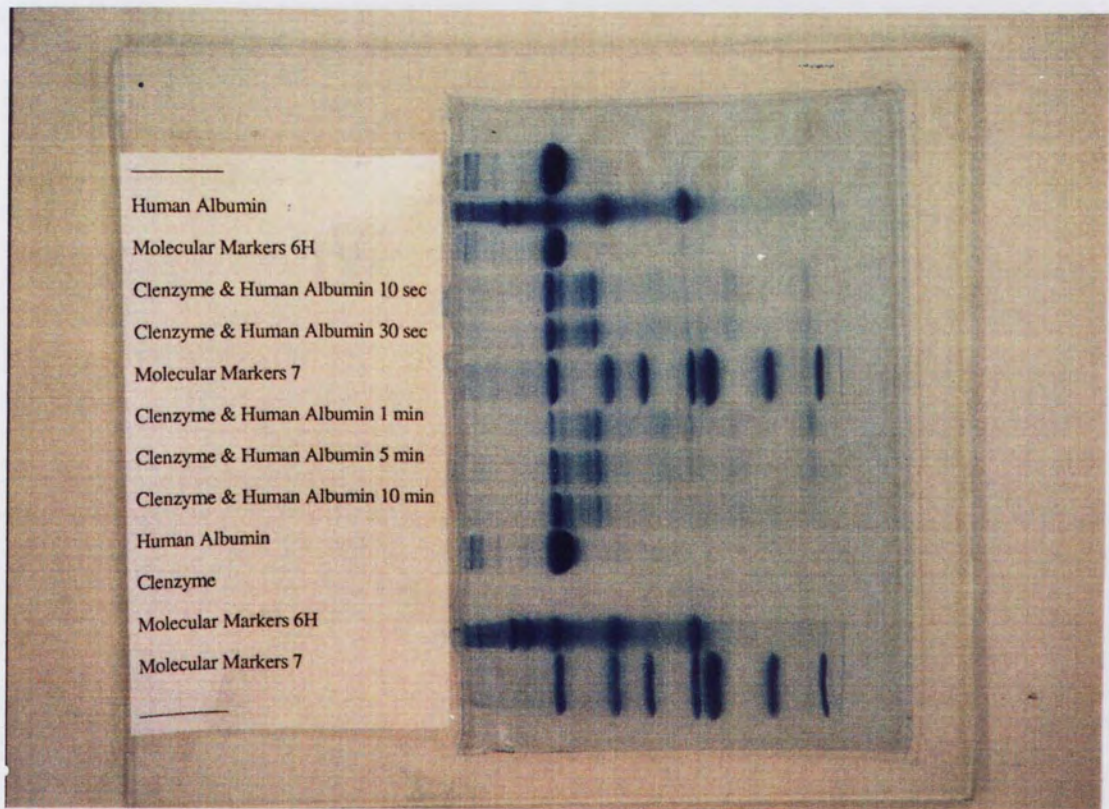 Human Albumin
Molecular Markers 6H
Clenzyme & Human Albumin 10 sec
Clenzyme & Human Albumin 30 sec
Molecular Markers 7
Clenzyme & Human Albumin 1 min
Clenzyme & Human Albumin 5 min
Clenzyme & Human Albumin 10 min
Human Albumin
Clenzyme
Molecular Markers 6H
Molecular Markers 7